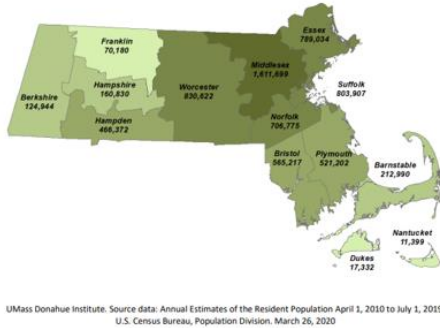 Essex
789,034
Franklin
70,180
Middlesex
1,611,699
Suffolk
803,907
Hampshire
160,830
Worcester
830,622
Berkshire
124,944
Hampden
466,372
Norfolk
706,775
Bristol
565,217
Plymouth
521,202
Barnstable
212,990
Nantucket
11,399
Dukes
17,332
UMass Donahue Institute. Source data: Annual Estimates of the Resident Population April 1, 2010 to July 1, 2019
U.S. Census Bureau, Population Division. March 26, 2020